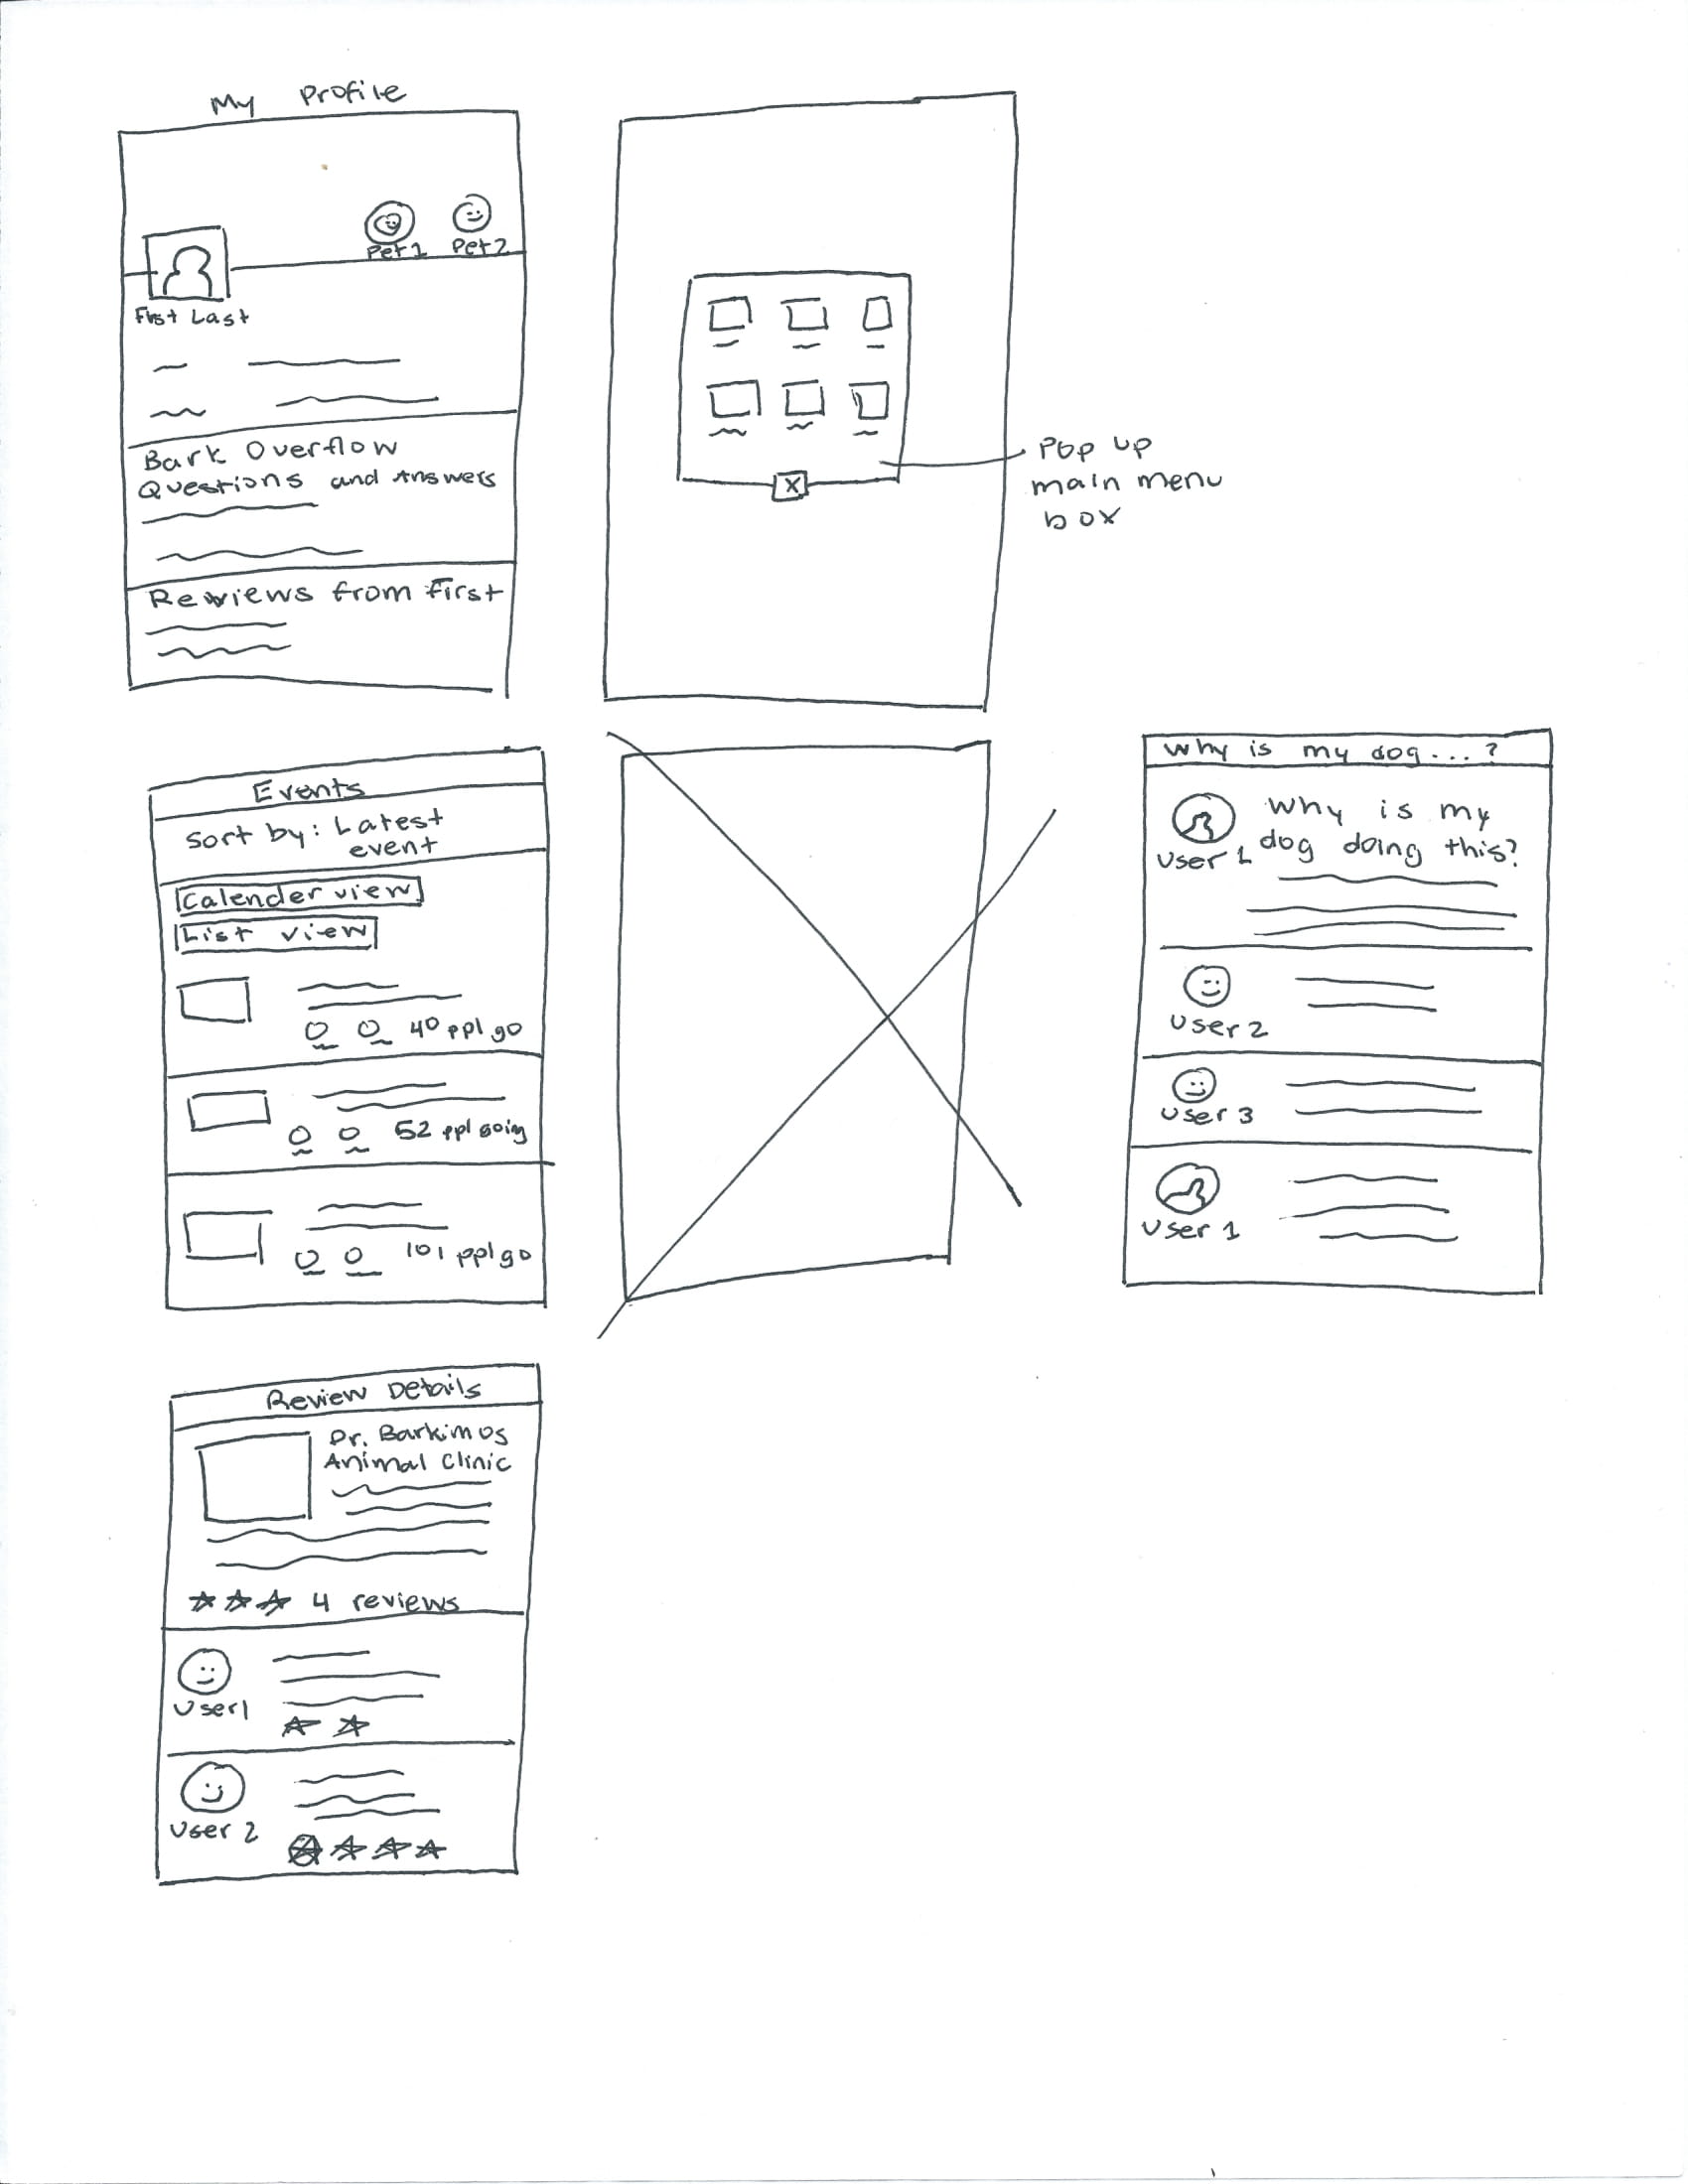 My Profile
Pet 1 Pet 2
First Last
Bark Overflow
Questions and Answers
Rewiews from First
X
Pop up
main menu
box
Events
Sort by: Latest
event
Calender view
List view
40 ppl go
52 ppl going
101 ppl go
Why is my dog...?
Why is my
dog doing this?
User 1
User 2
User 3
User 1
Review Details
Dr. Barkimos
Animal Clinic
4 reviews
User 1
User 2